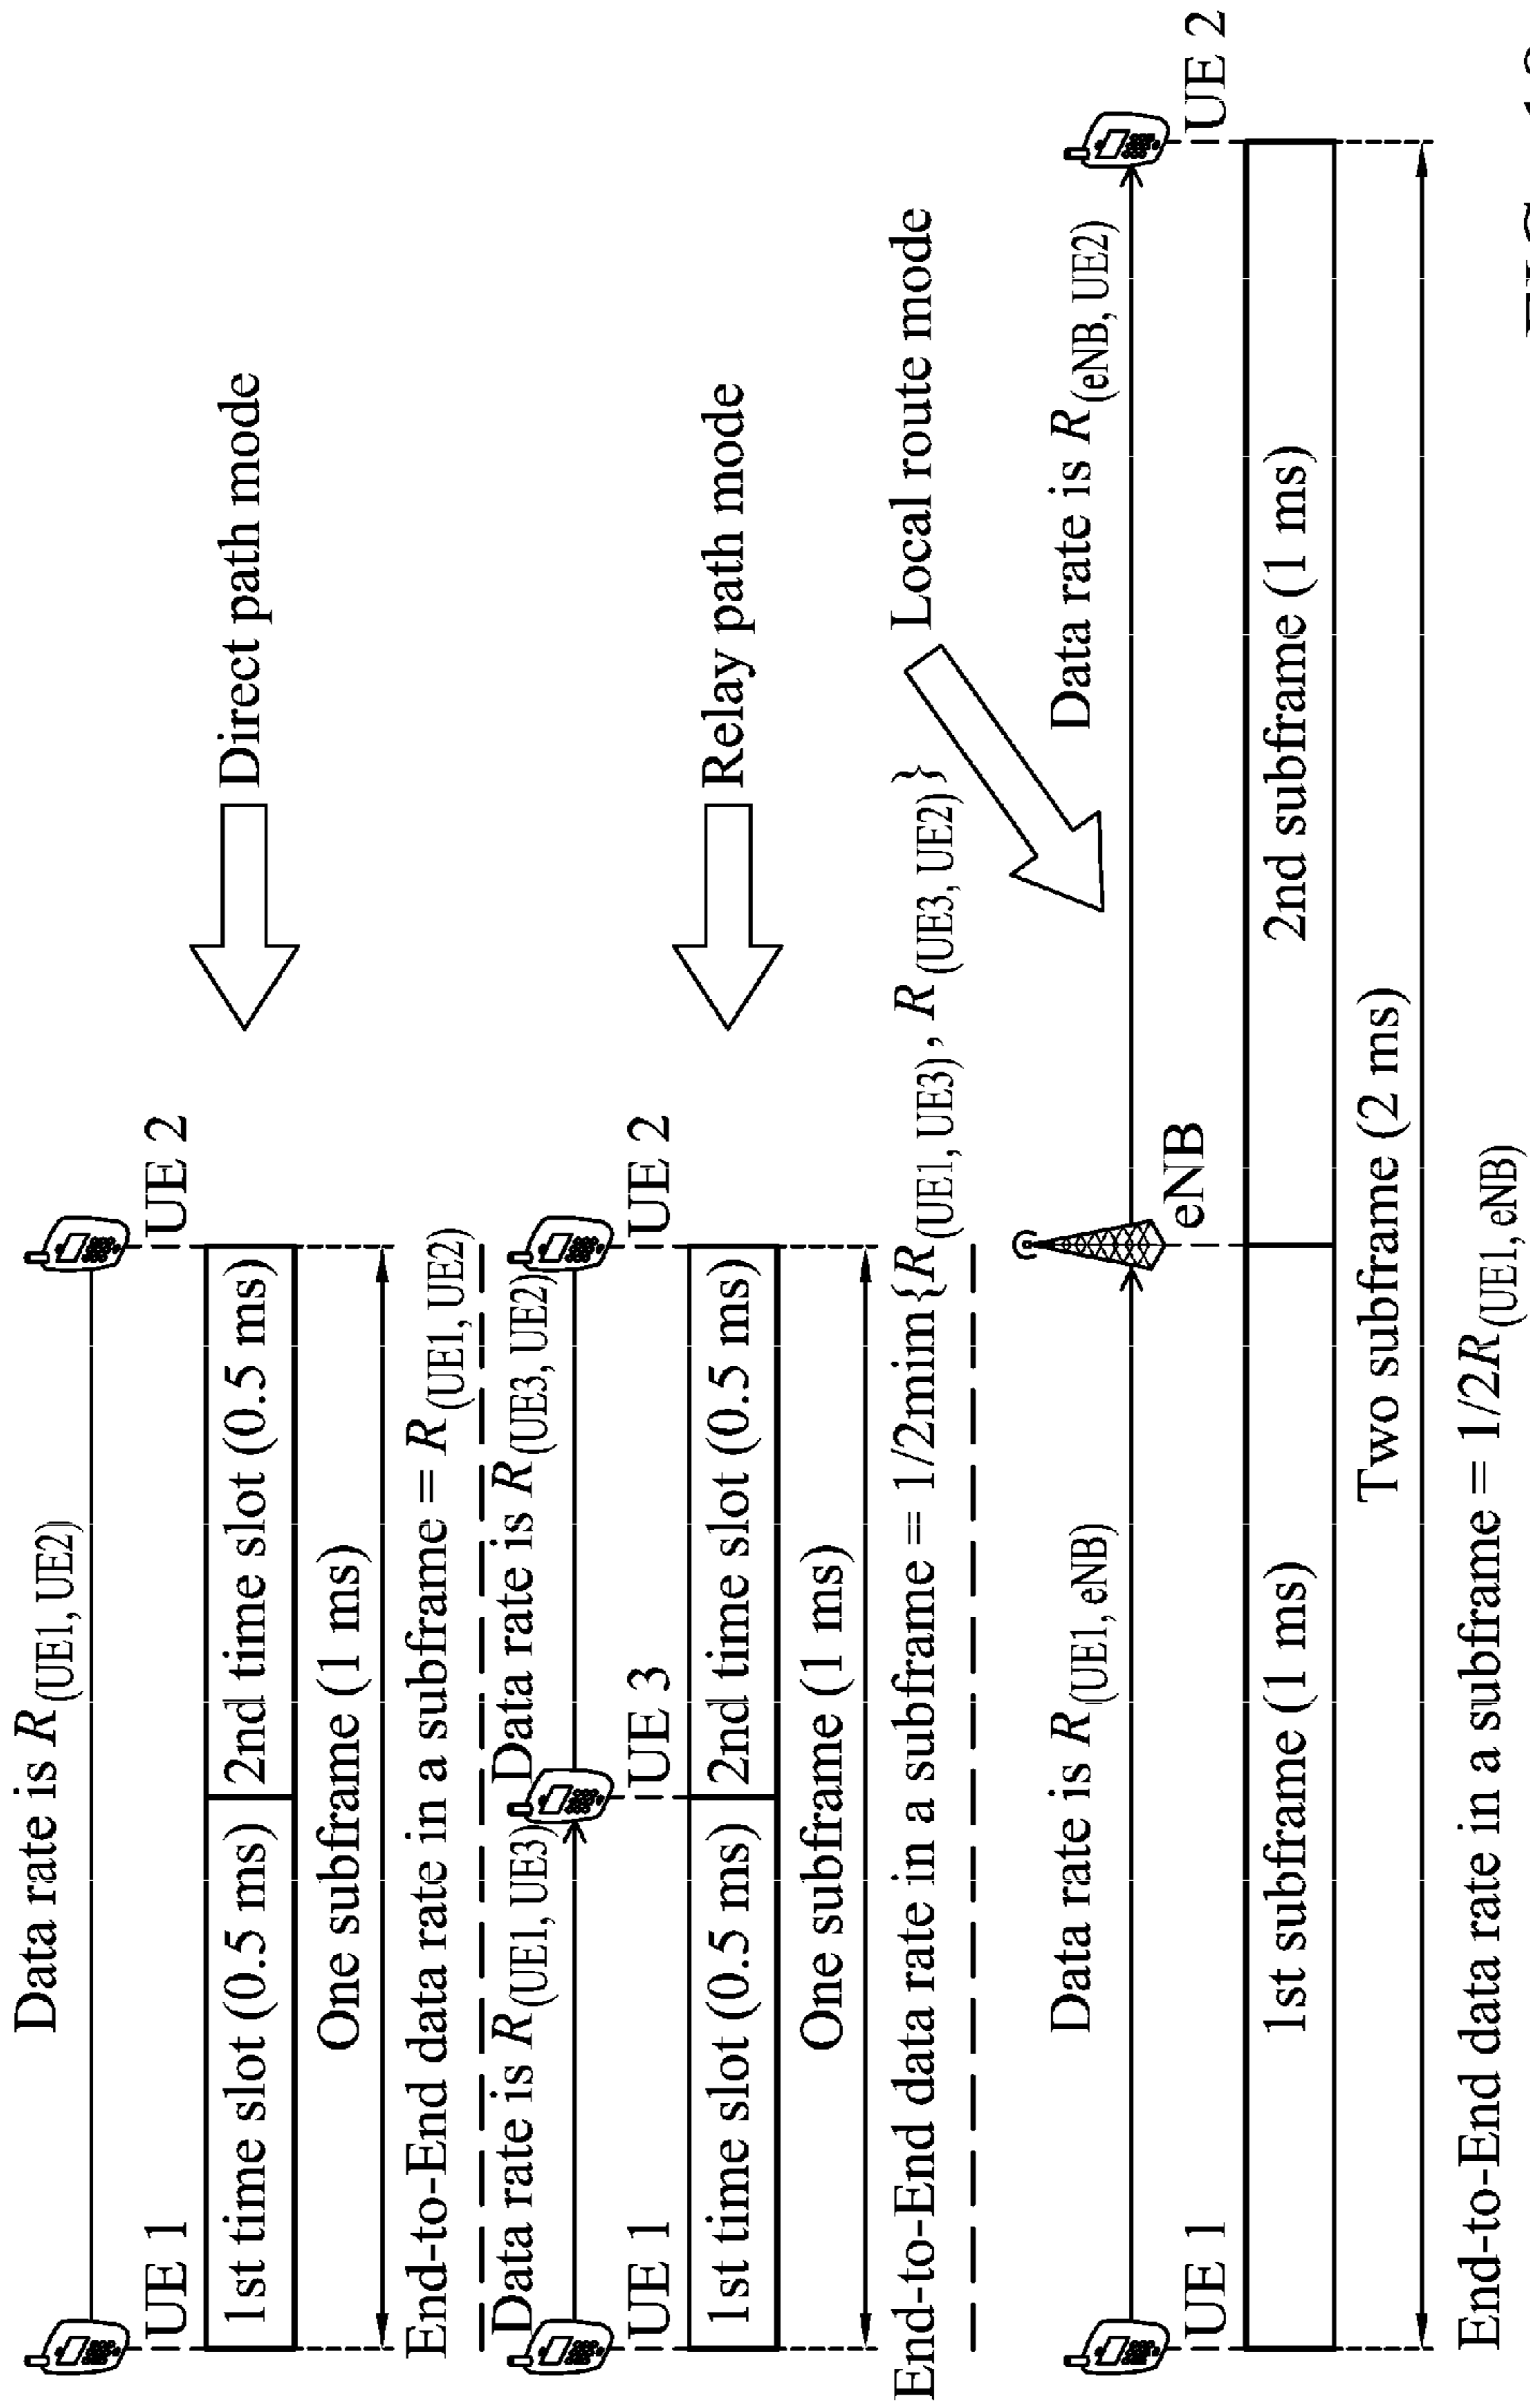 Data rate is R(UE1, UE2)
UE 1
UE 2
1st time slot (0.5 ms)
2nd time slot (0.5 ms)
One subframe (1 ms)
Direct path mode
End-to-End data rate in a subframe = R(UE1, UE2)
Data rate is R(UE1, UE3)
Data rate is R(UE3, UE2)
UE 1
UE 3
UE 2
1st time slot (0.5 ms)
2nd time slot (0.5 ms)
One subframe (1 ms)
Relay path mode
End-to-End data rate in a subframe = 1/2min{R(UE1, UE3), R(UE3, UE2)}
Local route mode
Data rate is R(UE1, eNB)
Data rate is R(eNB, UE2)
UE 1
eNB
UE 2
1st subframe (1 ms)
2nd subframe (1 ms)
Two subframe (2 ms)
End-to-End data rate in a subframe = 1/2R(UE1, eNB)